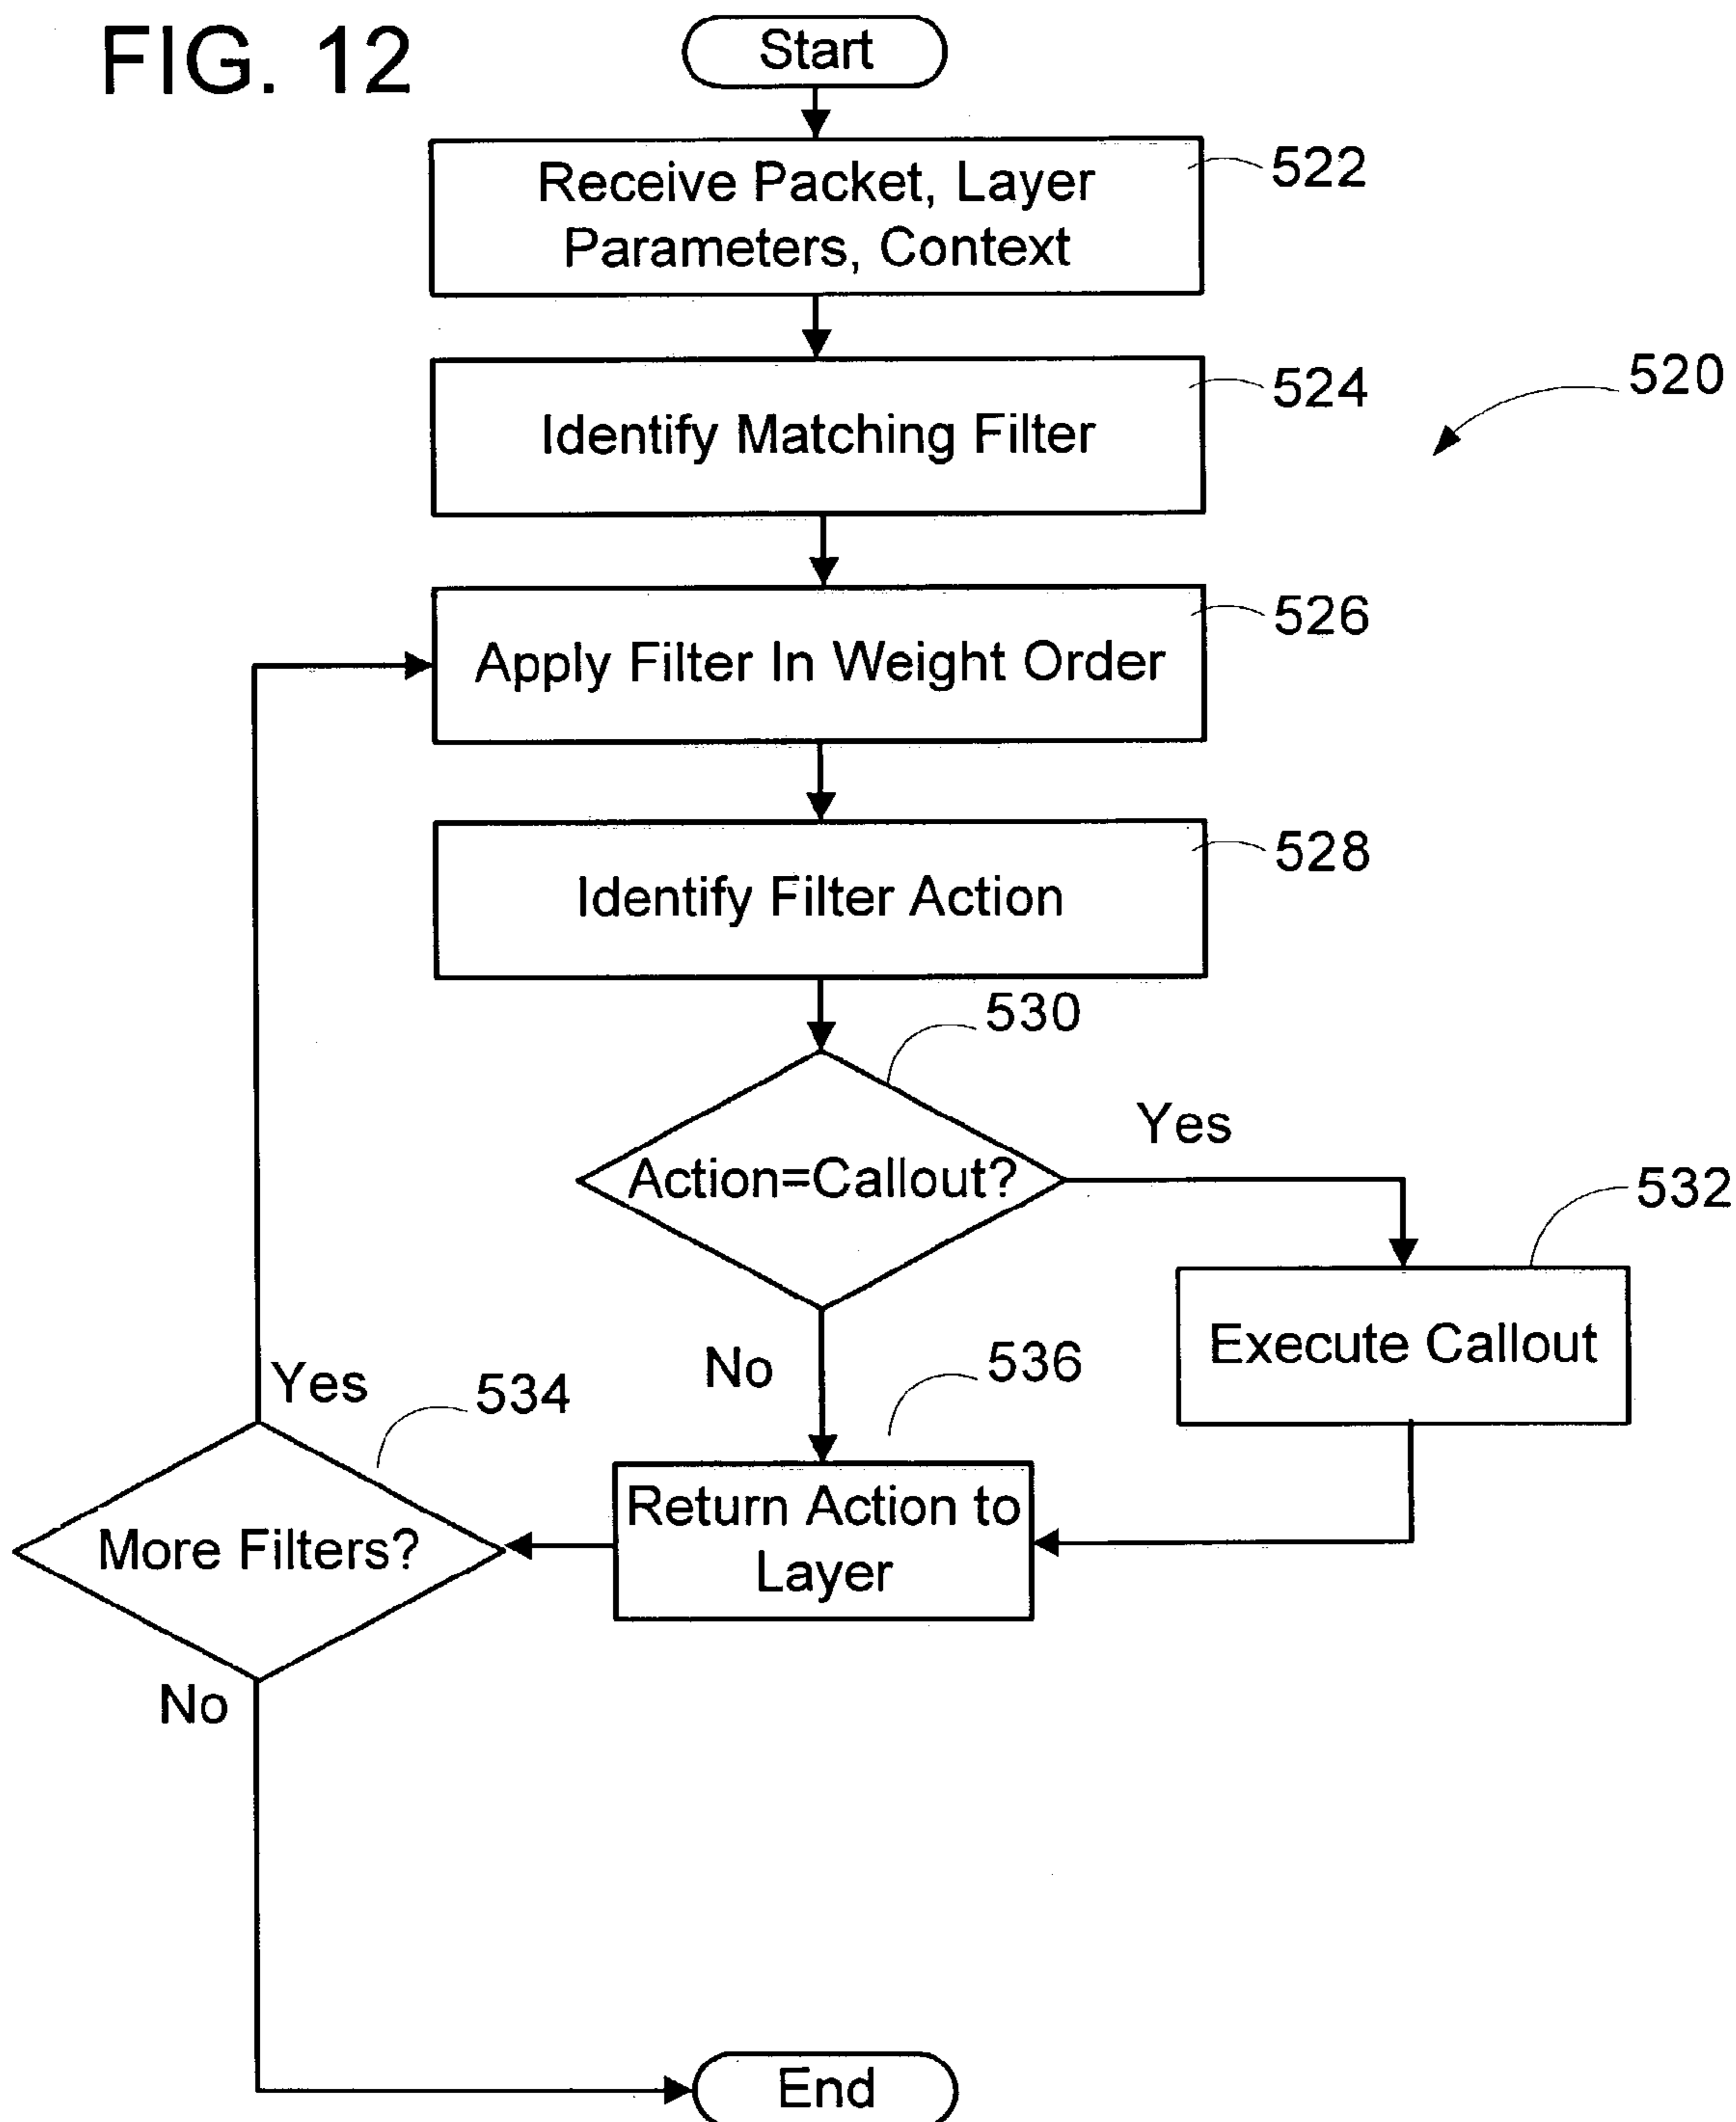 FIG. 12
Start
Receive Packet, Layer
Parameters, Context
522
Identify Matching Filter
524
520
Apply Filter In Weight Order
526
Identify Filter Action
528
530
Action=Callout?
Yes
532
Execute Callout
No
536
Return Action to
Layer
Yes
534
More Filters?
No
End